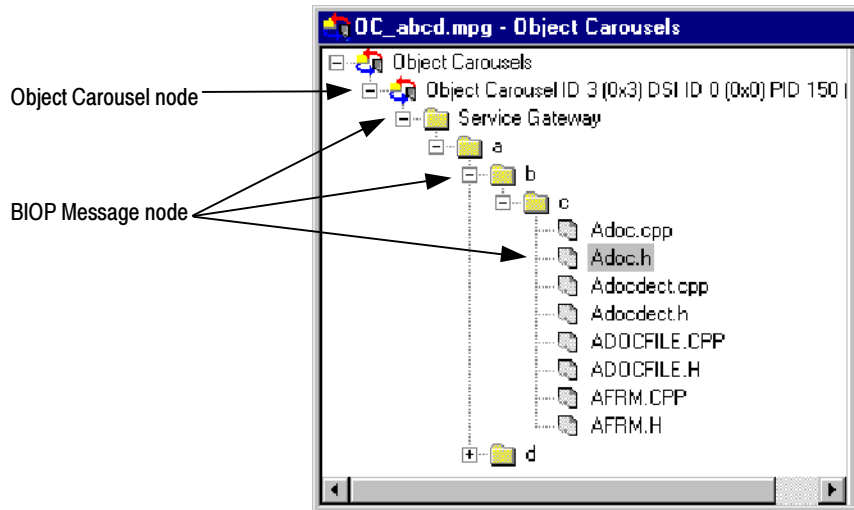 OC_abcd.mpg - Object Carousels
Object Carousels
Object Carousel node
Object Carousel ID 3 (0x3) DSI ID 0 (0x0) PID 150 (
Service Gateway
a
b
BIOP Message node
c
Adoc.cpp
Adoc.h
Adocdect.cpp
Adocdect.h
ADOCFILE.CPP
ADOCFILE.H
AFRM.CPP
AFRM.H
d